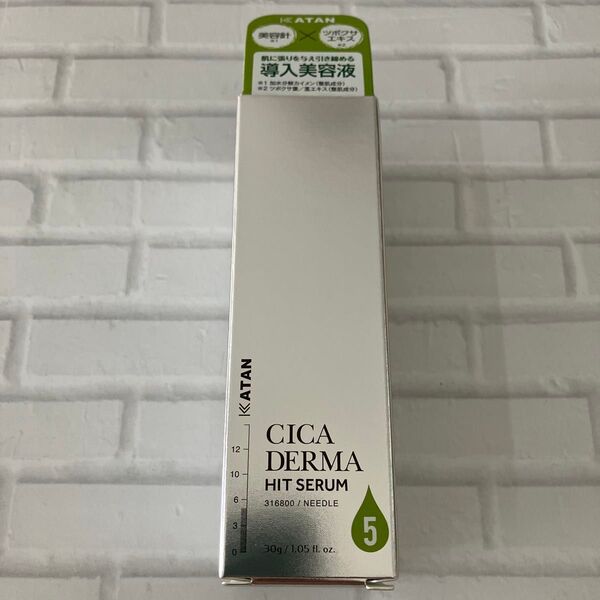 KATAN
美容針
※1
×
ツボクサ
エキス
※2
肌に張りを与え引き締める
導入美容液
※1 加水分解カイメン(整肌成分)
※2 ツボクサ葉/茎エキス(整肌成分)
KATAN
12
10
6
3
0
CICA
DERMA
HIT SERUM
316800 / NEEDLE
5
30g / 1.05 fl. oz.